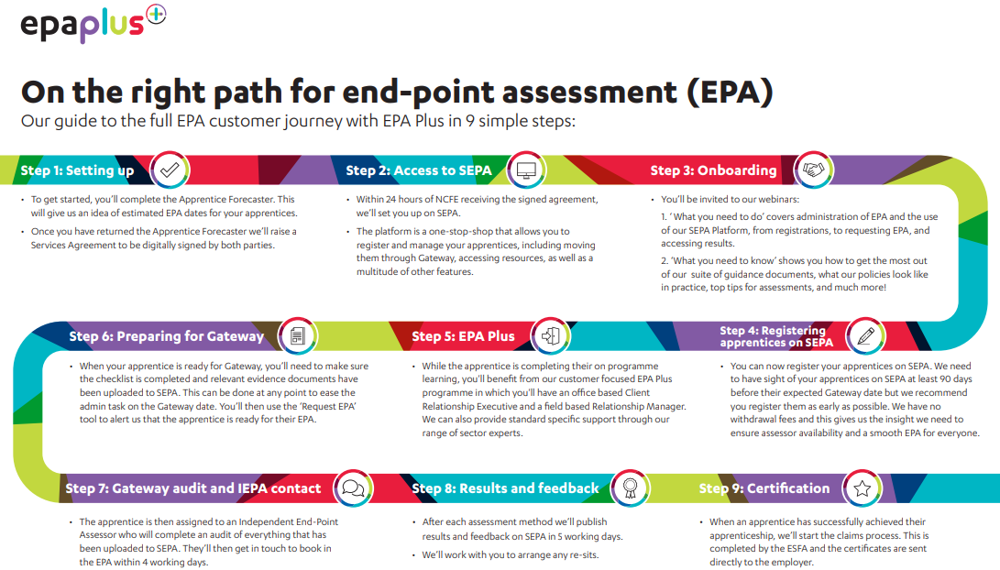 epaplus
On the right path for end-point assessment (EPA)
Our guide to the full EPA customer journey with EPA Plus in 9 simple steps:
Step 1: Setting up
• To get started, you'll complete the Apprentice Forecaster. This
will give us an idea of estimated EPA dates for your apprentices.
• Once you have returned the Apprentice Forecaster we'll raise a
Services Agreement to be digitally signed by both parties.
Step 2: Access to SEPA
• Within 24 hours of NCFE receiving the signed agreement,
we'll set you up on SEPA.
• The platform is a one-stop-shop that allows you to
register and manage your apprentices, including moving
them through Gateway, accessing resources, as well as a
multitude of other features.
Step 3: Onboarding
• You'll be invited to our webinars:
1. ' What you need to do' covers administration of EPA and the use
of our SEPA Platform, from registrations, to requesting EPA, and
accessing results.
2. 'What you need to know' shows you how to get the most out
of our suite of guidance documents, what our policies look like
in practice, top tips for assessments, and much more!
Step 4: Registering
apprentices on SEPA
• You can now register your apprentices on SEPA. We need
to have sight of your apprentices on SEPA at least 90 days
before their expected Gateway date but we recommend
you register them as early as possible. We have no
withdrawal fees and this gives us the insight we need to
ensure assessor availability and a smooth EPA for everyone.
Step 5: EPA Plus
• While the apprentice is completing their on programme
learning, you'll benefit from our customer focused EPA Plus
programme in which you'll have an office based Client
Relationship Executive and a field based Relationship Manager.
We can also provide standard specific support through our
range of sector experts.
Step 6: Preparing for Gateway
• When your apprentice is ready for Gateway, you'll need to make sure
the checklist is completed and relevant evidence documents have
been uploaded to SEPA. This can be done at any point to ease the
admin task on the Gateway date. You'll then use the 'Request EPA'
tool to alert us that the apprentice is ready for their EPA.
Step 7: Gateway audit and IEPA contact
• The apprentice is then assigned to an Independent End-Point
Assessor who will complete an audit of everything that has
been uploaded to SEPA. They'll then get in touch to book in
the EPA within 4 working days.
Step 8: Results and feedback
• After each assessment method we'll publish
results and feedback on SEPA in 5 working days.
• We'll work with you to arrange any re-sits.
Step 9: Certification
• When an apprentice has successfully achieved their
apprenticeship, we'll start the claims process. This is
completed by the ESFA and the certificates are sent
directly to the employer.